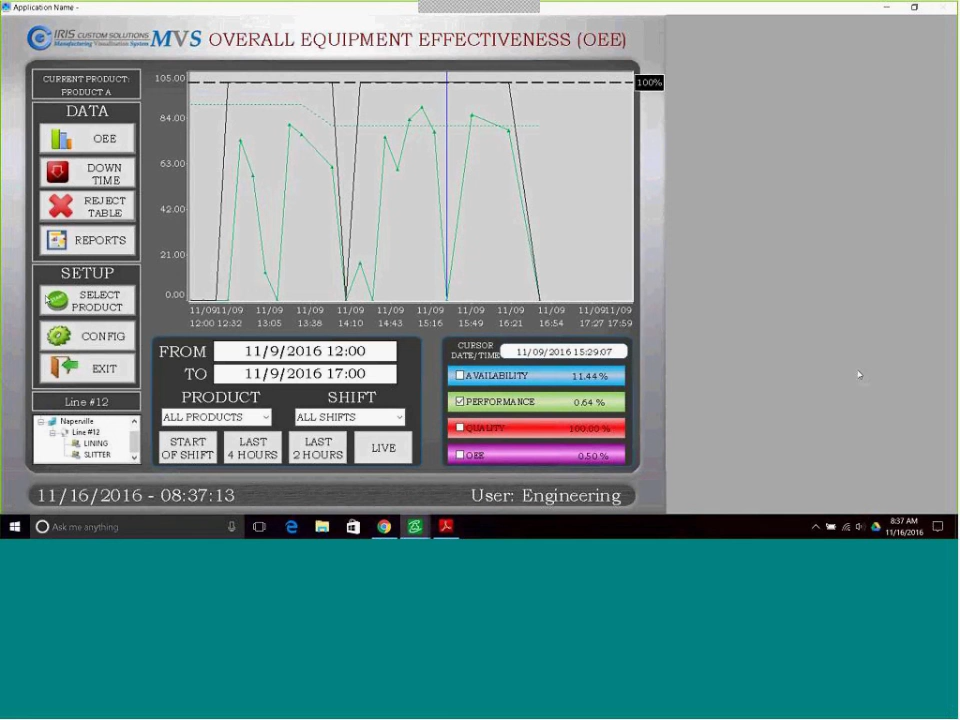 Application Name -
IRIS CUSTOM SOLUTIONS
Manufacturing Visualization System
MVS OVERALL EQUIPMENT EFFECTIVENESS (OEE)
CURRENT PRODUCT:
PRODUCT A
DATA
OEE
DOWN
TIME
REJECT
TABLE
REPORTS
SETUP
SELECT
PRODUCT
CONFIG
EXIT
Line #12
Naperville
Line #12
LINING
SLITTER
105.00
84.00
63.00
42.00
21.00
0.00
100%
11/09 11/09 11/09 11/09 11/09 11/09 11/09 11/09 11/09 11/09 11/09 11/09
12:00 12:32 13:05 13:38 14:10 14:43 15:16 15:49 16:21 16:54 17:27 17:59
FROM 11/9/2016 12:00
TO 11/9/2016 17:00
PRODUCT SHIFT
ALL PRODUCTS ALL SHIFTS
START
OF SHIFT
LAST
4 HOURS
LAST
2 HOURS
LIVE
CURSOR
DATE/TIME
11/09/2016 15:29:07
AVAILABILITY 11.44 %
PERFORMANCE 0.64 %
QUALITY 100.00 %
OEE 0.50 %
11/16/2016 - 08:37:13
User: Engineering
Ask me anything
8:37 AM
11/16/2016